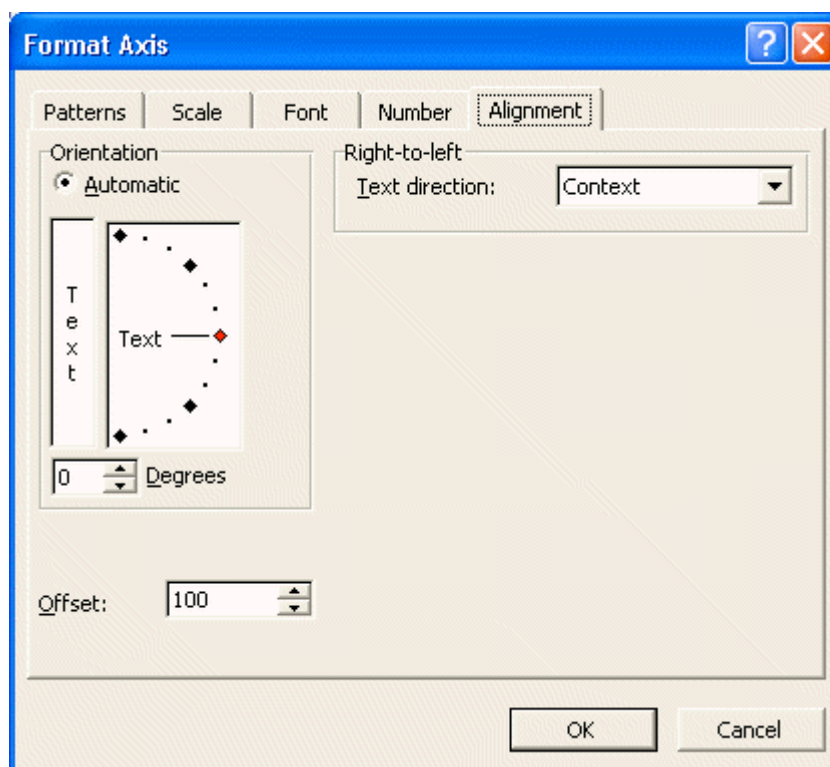 Format Axis
Patterns Scale Font Number Alignment
Orientation
Automatic
Text
Text
0 Degrees
Right-to-left
Text direction: Context
Offset: 100
OK Cancel